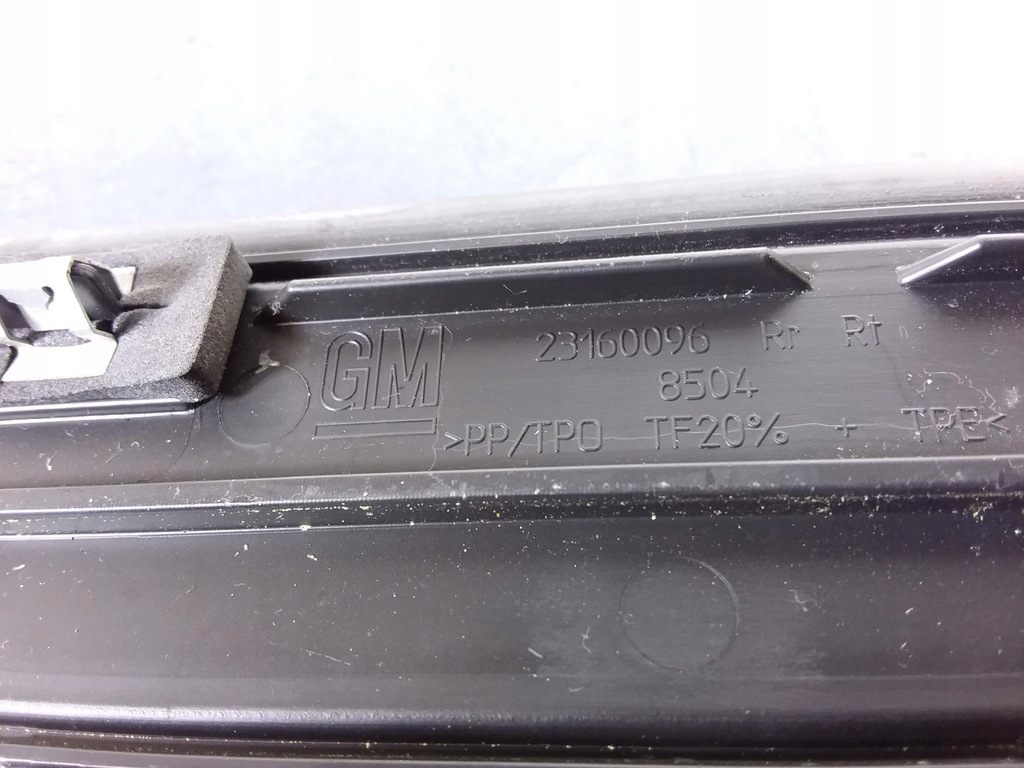 GM 23160096 Rr Rt
8504
>PP/TPO TF20% + TPE<